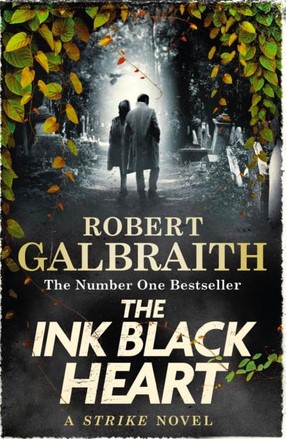 ROBERT
GALBRAITH
The Number One Bestseller
THE
INK BLACK
HEART
A STRIKE NOVEL